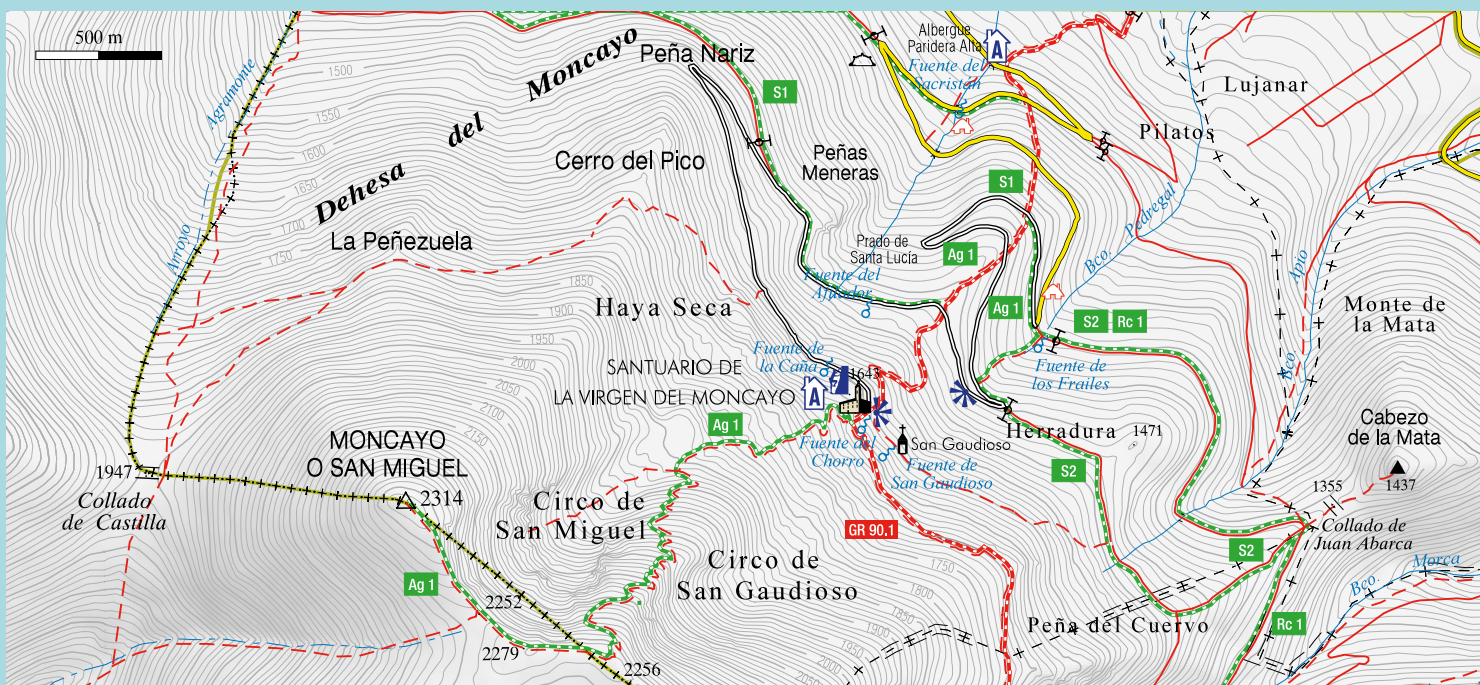 500 m
Dehesa del Moncayo
Peña Nariz
S1
Albergue
Paridera Alta
A
Fuente del
Sacristán
Lujanar
Pilatos
Arroyo Agramonte
1500
1550
1600
1650
1700
1750
Cerro del Pico
Peñas
Meneras
S1
La Peñezuela
Prado de
Santa Lucía
Ag 1
Bco. Pedregal
Bco. Apio
Fuente del
Ag 1
Haya Seca
1850
1900
1950
2000
2050
2100
2150
S2
Rc 1
Monte de
la Mata
Fuente de
la Caña
1643
Fuente de
los Frailes
SANTUARIO DE
LA VIRGEN DEL MONCAYO
A
Ag 1
Fuente del
Chorro
San Gaudioso
Fuente de
San Gaudioso
Herradura
1471
Cabezo
de la Mata
1437
MONCAYO
O SAN MIGUEL
2314
1947
Collado
de Castilla
S2
1355
Collado de
Juan Abarca
Circo de
San Miguel
GR 90.1
S2
Circo de
San Gaudioso
1750
1800
1850
1900
1950
2000
2050
Bco. Morca
Ag 1
2252
2279
2256
Peña del Cuervo
Rc 1